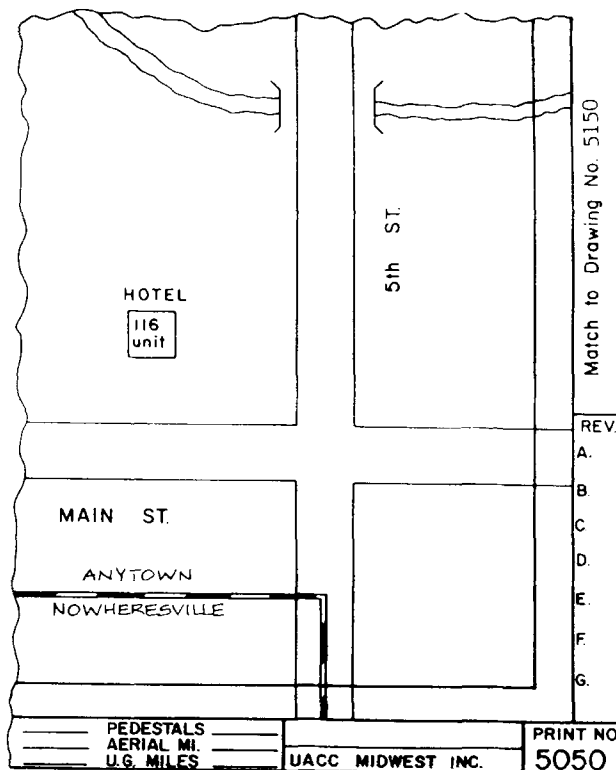 Match to Drawing No. 5150
5th ST.
HOTEL
116
unit
REV.
A.
B.
C
D.
E.
F.
G.
MAIN ST.
ANYTOWN
NOWHERESVILLE
PEDESTALS
AERIAL MI.
U.G. MILES
UACC MIDWEST INC.
PRINT NO
5050